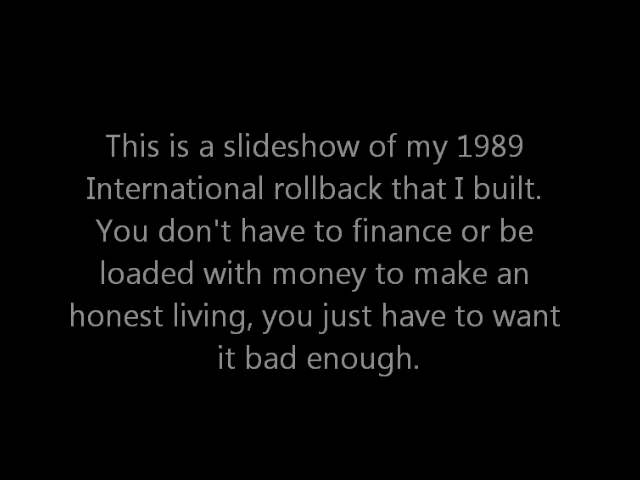 This is a slideshow of my 1989
International rollback that I built.
You don't have to finance or be
loaded with money to make an
honest living, you just have to want
it bad enough.